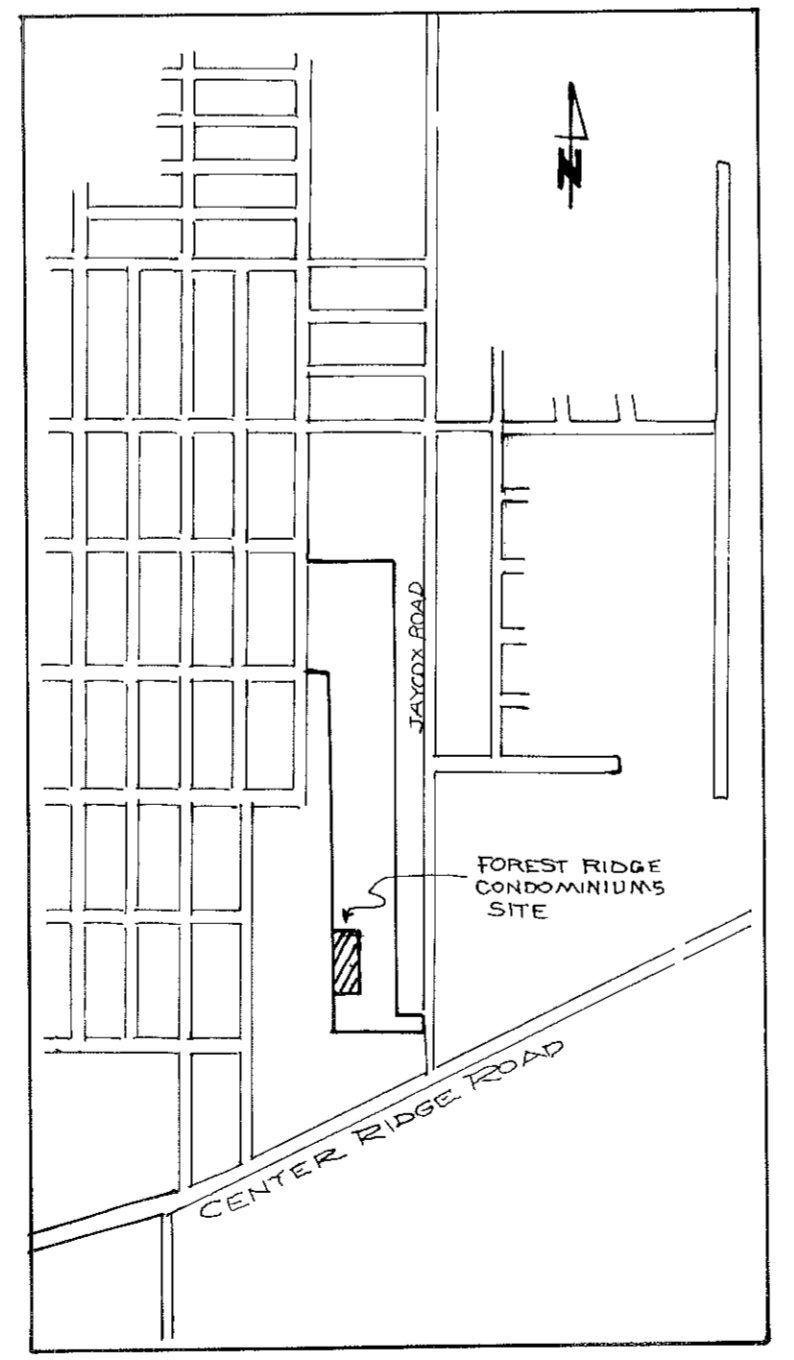 N
JAYCOX ROAD
FOREST RIDGE
CONDOMINIUMS
SITE
CENTER RIDGE ROAD